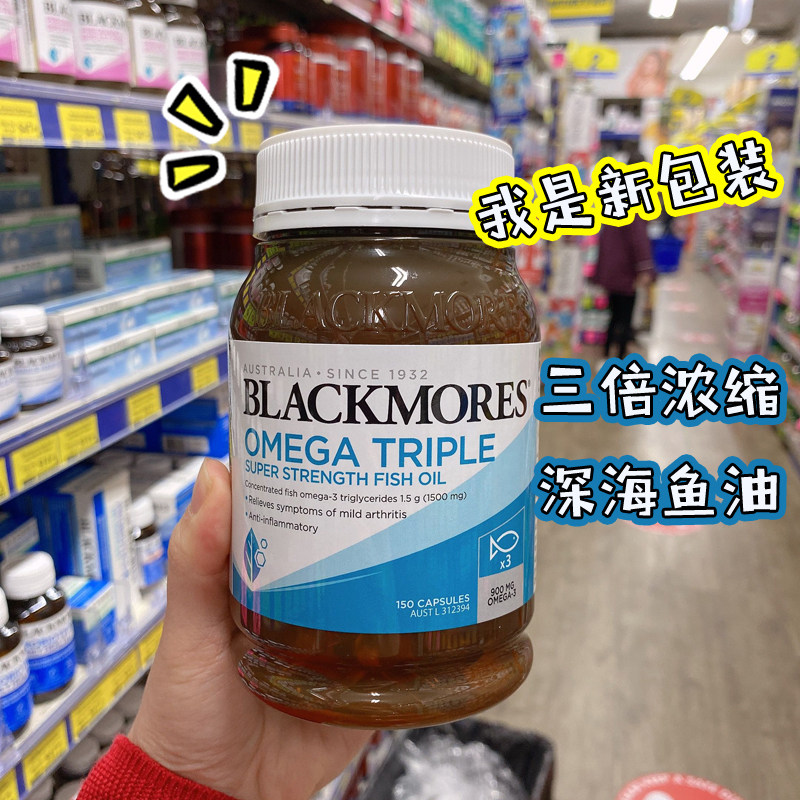 我是新包装
BLACKMORES
AUSTRALIA • SINCE 1932
BLACKMORES®
OMEGA TRIPLE
SUPER STRENGTH FISH OIL
Concentrated fish omega-3 triglycerides 1.5 g (1500 mg)
• Relieves symptoms of mild arthritis
• Anti-inflammatory
x3
900 MG
OMEGA-3
150 CAPSULES
AUST L 312394
三倍浓缩
深海鱼油